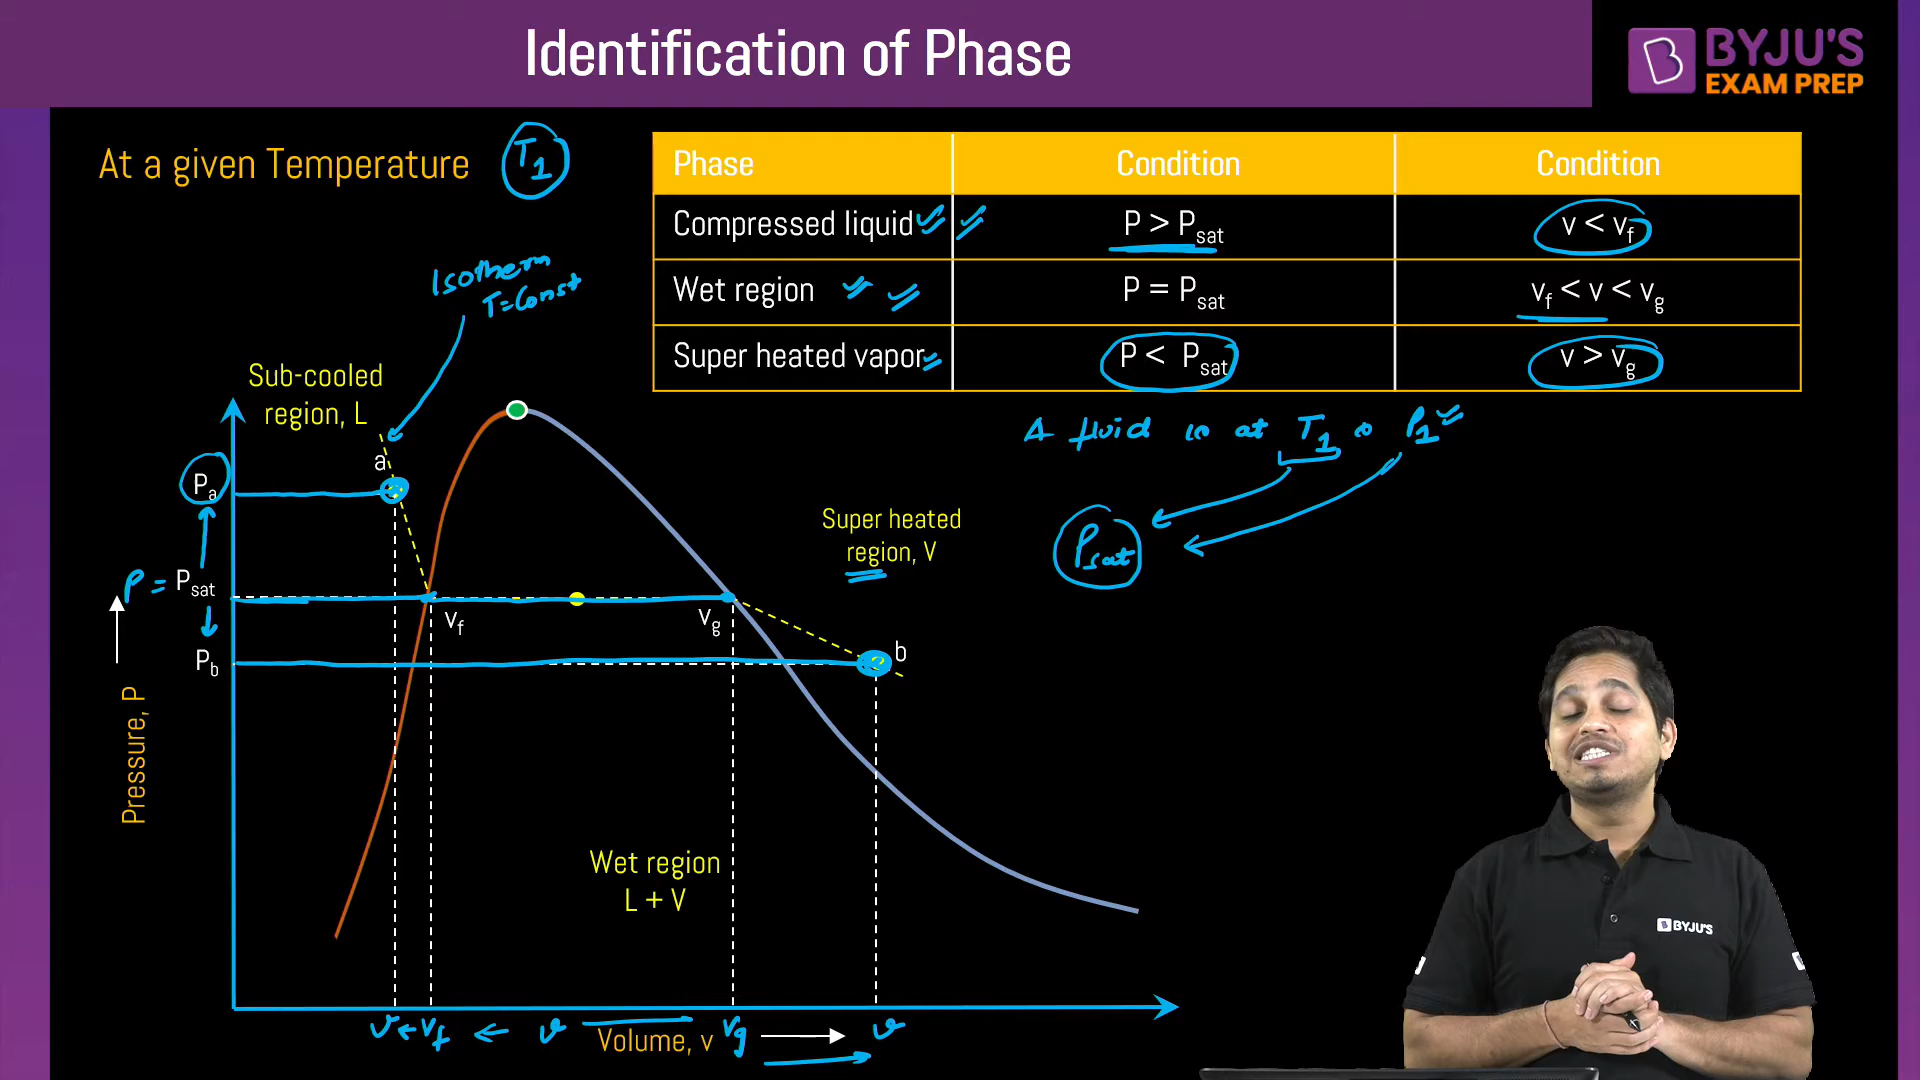 Identification of Phase
BYJU'S
EXAM PREP
At a given Temperature T1
Phase Condition Condition
Compressed liquid P > Psat v < vf
Wet region P = Psat vf < v < vg
Super heated vapor P < Psat v > vg
Isotherm
T=Const
A fluid is at T1 & P1
Psat
Sub-cooled
region, L
a
Pa
P = Psat
Pb
vf
vg
b
Super heated
region, V
Pressure, P
Wet region
L + V
v ← vf ← v Volume, v vg v
BYJU'S